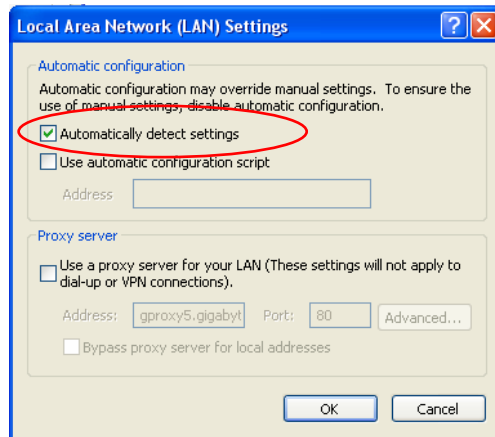 Local Area Network (LAN) Settings
Automatic configuration
Automatic configuration may override manual settings. To ensure the
use of manual settings, disable automatic configuration.
Automatically detect settings
Use automatic configuration script
Address
Proxy server
Use a proxy server for your LAN (These settings will not apply to
dial-up or VPN connections).
Address: gproxy5.gigabyt Port: 80 Advanced...
Bypass proxy server for local addresses
OK Cancel